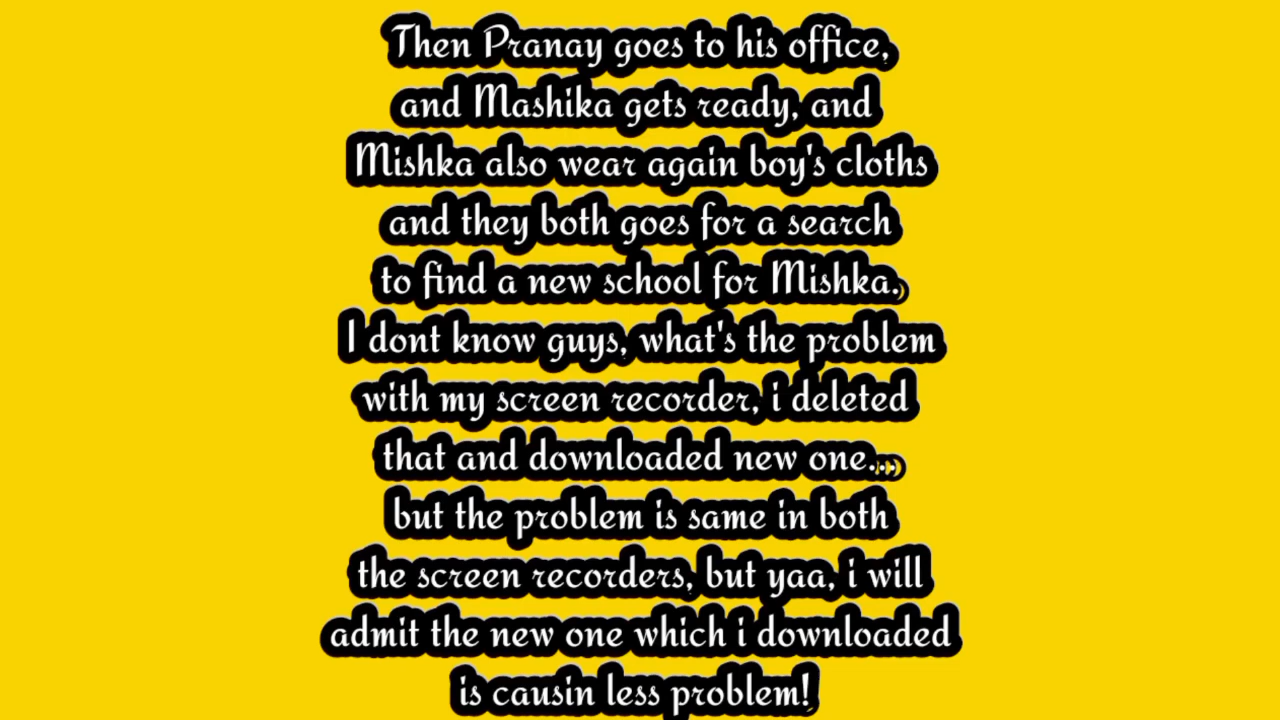 Then Pranay goes to his office,
and Mashika gets ready, and
Mishka also wear again boy's cloths
and they both goes for a search
to find a new school for Mishka.
I dont know guys, what's the problem
with my screen recorder, i deleted
that and downloaded new one...
but the problem is same in both
the screen recorders, but yaa, i will
admit the new one which i downloaded
is causin less problem!